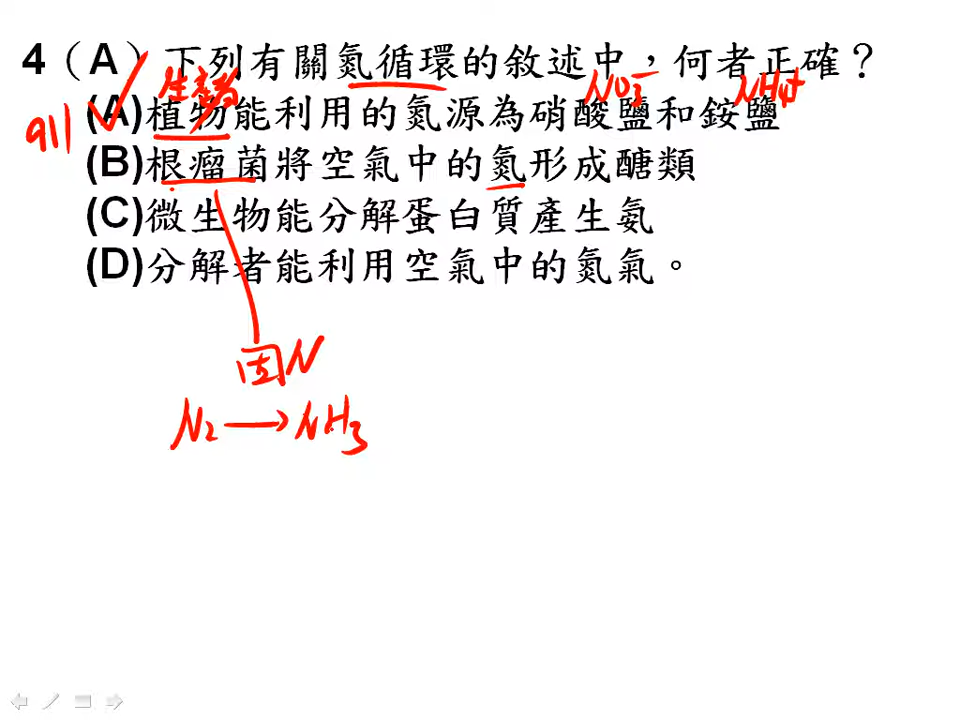 4（A）下列有關氮循環的敘述中，何者正確？
生產者 NO3- NH4+
911 (A)植物能利用的氮源為硝酸鹽和銨鹽
(B)根瘤菌將空氣中的氮形成醣類
(C)微生物能分解蛋白質產生氨
(D)分解者能利用空氣中的氮氣。
固N
N2→NH3